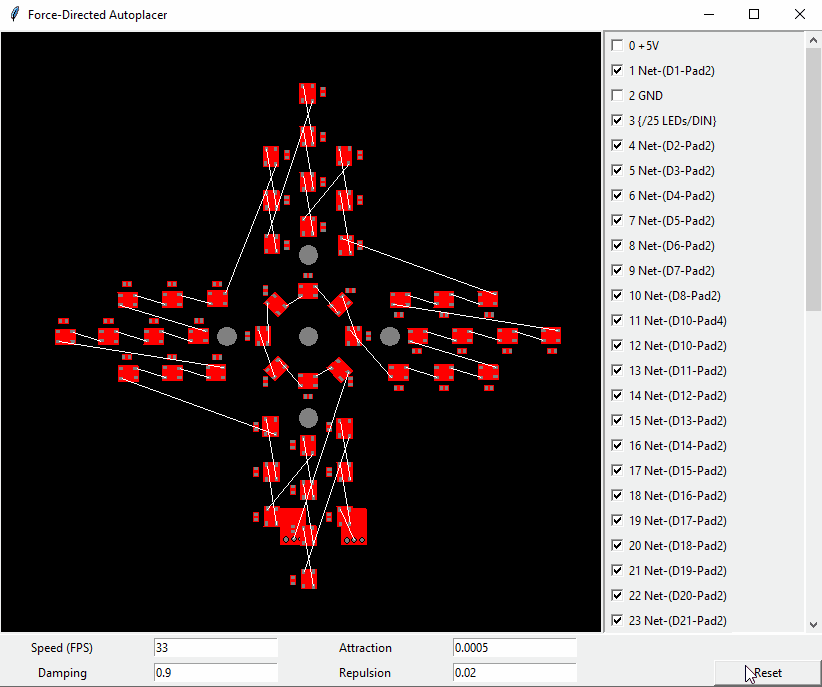 Force-Directed Autoplacer
0 +5V
1 Net-(D1-Pad2)
2 GND
3 {/25 LEDs/DIN}
4 Net-(D2-Pad2)
5 Net-(D3-Pad2)
6 Net-(D4-Pad2)
7 Net-(D5-Pad2)
8 Net-(D6-Pad2)
9 Net-(D7-Pad2)
10 Net-(D8-Pad2)
11 Net-(D10-Pad4)
12 Net-(D10-Pad2)
13 Net-(D11-Pad2)
14 Net-(D12-Pad2)
15 Net-(D13-Pad2)
16 Net-(D14-Pad2)
17 Net-(D15-Pad2)
18 Net-(D16-Pad2)
19 Net-(D17-Pad2)
20 Net-(D18-Pad2)
21 Net-(D19-Pad2)
22 Net-(D20-Pad2)
23 Net-(D21-Pad2)
Speed (FPS) 33 Attraction 0.0005
Damping 0.9 Repulsion 0.02 Reset